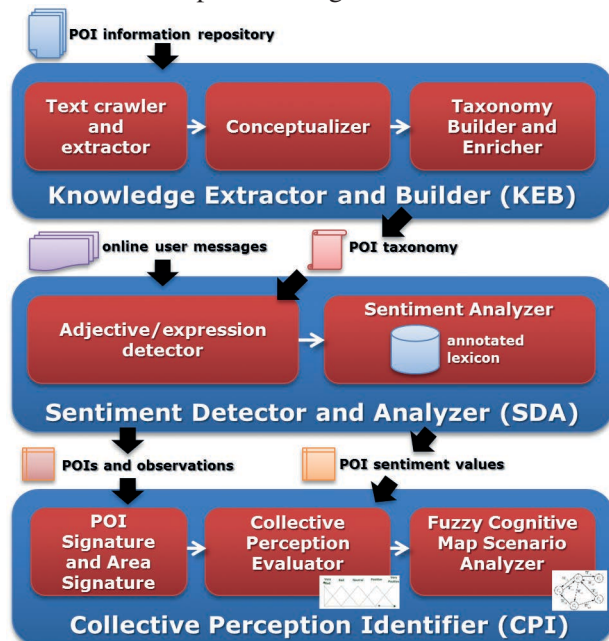 POI information repository
Text crawler
and
extractor
Conceptualizer
Taxonomy
Builder and
Enricher
Knowledge Extractor and Builder (KEB)
online user messages
POI taxonomy
Adjective/expression
detector
Sentiment Analyzer
annotated
lexicon
Sentiment Detector and Analyzer (SDA)
POIs and observations
POI sentiment values
POI
Signature
and Area
Signature
Collective
Perception
Evaluator
Fuzzy Cognitive
Map Scenario
Analyzer
Collective Perception Identifier (CPI)